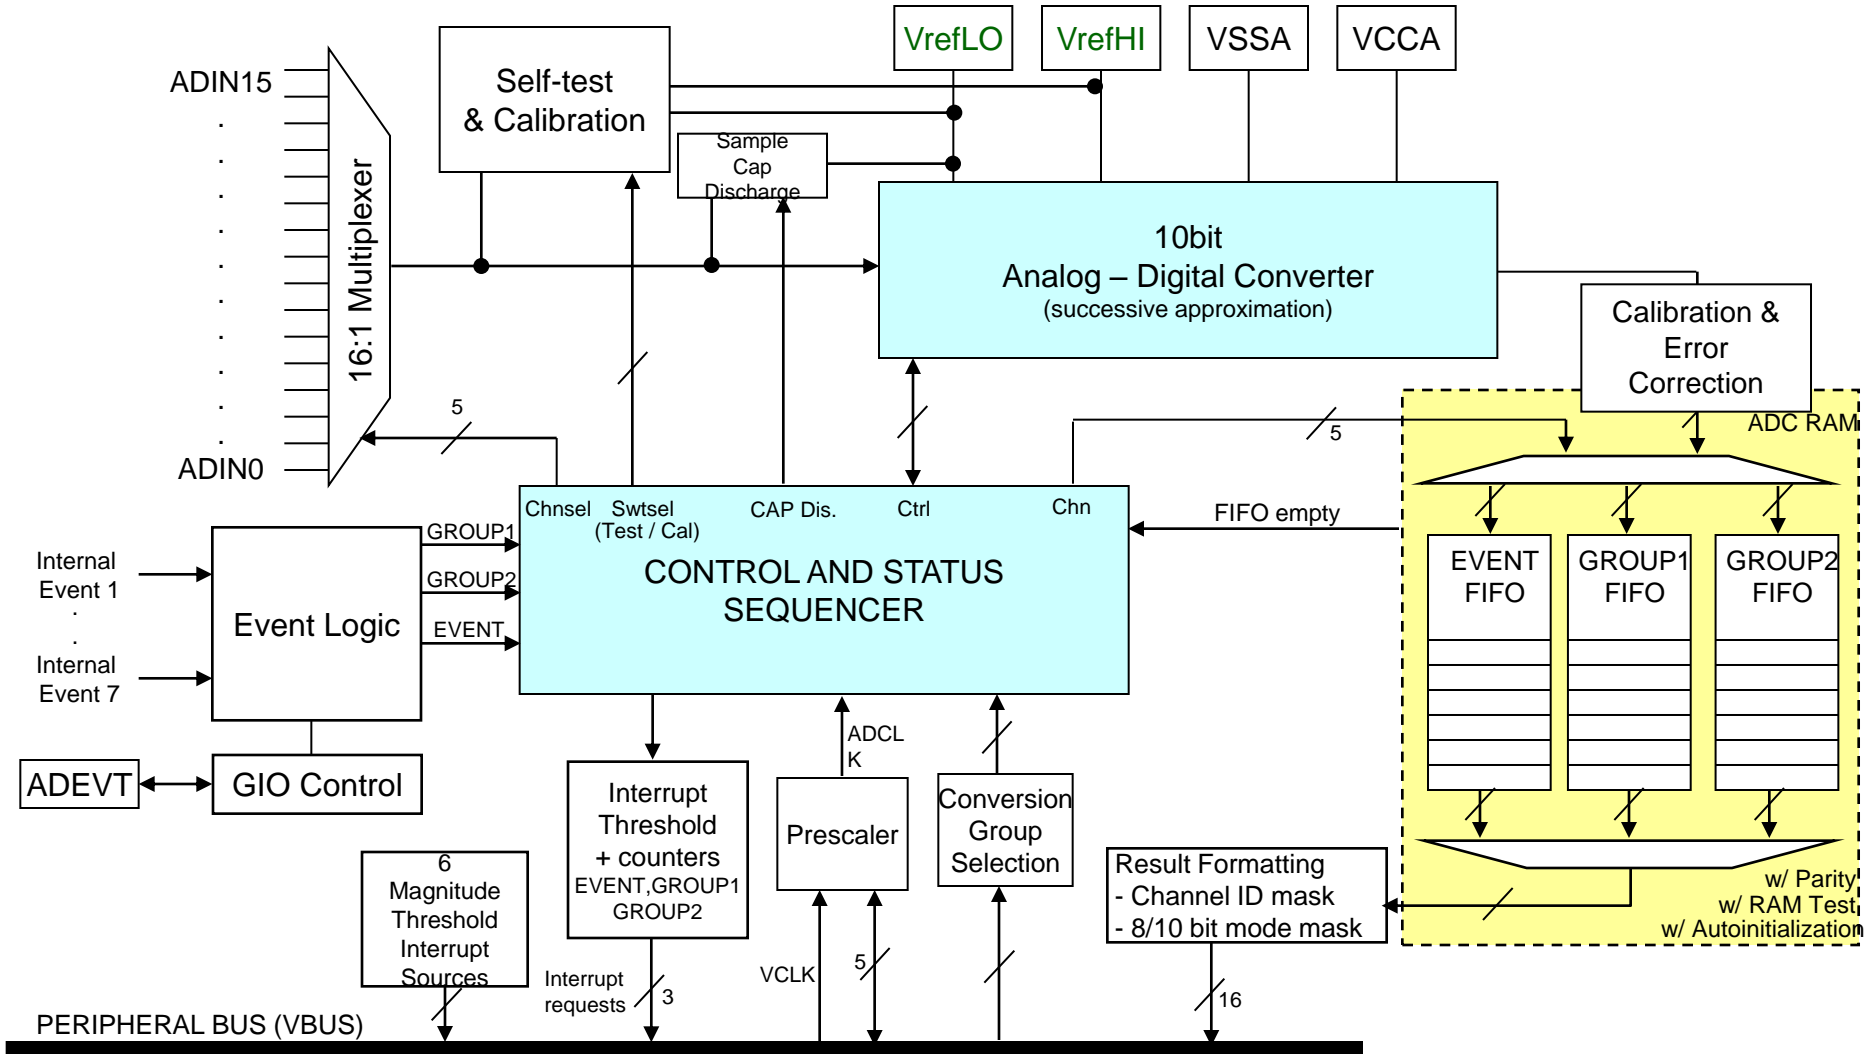 VrefLO
VrefHI
VSSA
VCCA
ADIN15
.
.
.
.
.
.
.
.
.
ADIN0
16:1 Multiplexer
Self-test
& Calibration
Sample
Cap
Discharge
10bit
Analog – Digital Converter
(successive approximation)
Calibration &
Error
Correction
5
5
ADC RAM
Chnsel
Swtsel
(Test / Cal)
CAP Dis.
Ctrl
Chn
CONTROL AND STATUS
SEQUENCER
FIFO empty
Internal
Event 1
.
.
Internal
Event 7
Event Logic
GROUP1
GROUP2
EVENT
EVENT
FIFO
GROUP1
FIFO
GROUP2
FIFO
ADEVT
GIO Control
6
Magnitude
Threshold
Interrupt
Sources
Interrupt
Threshold
+ counters
EVENT,GROUP1
GROUP2
ADCL
K
Prescaler
Conversion
Group
Selection
Result Formatting
- Channel ID mask
- 8/10 bit mode mask
w/ Parity
w/ RAM Test
w/ Autoinitialization
Interrupt
requests
3
VCLK
5
16
PERIPHERAL BUS (VBUS)